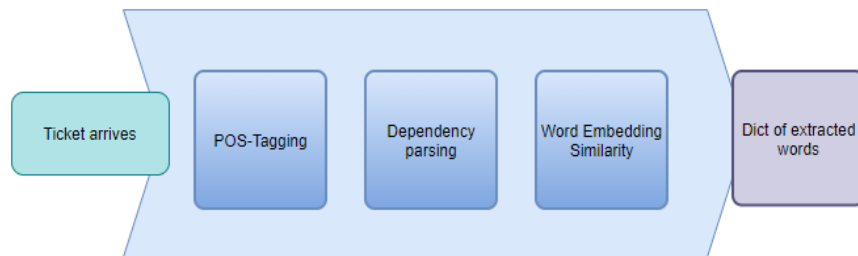 Ticket arrives
POS-Tagging
Dependency
parsing
Word Embedding
Similarity
Dict of extracted
words